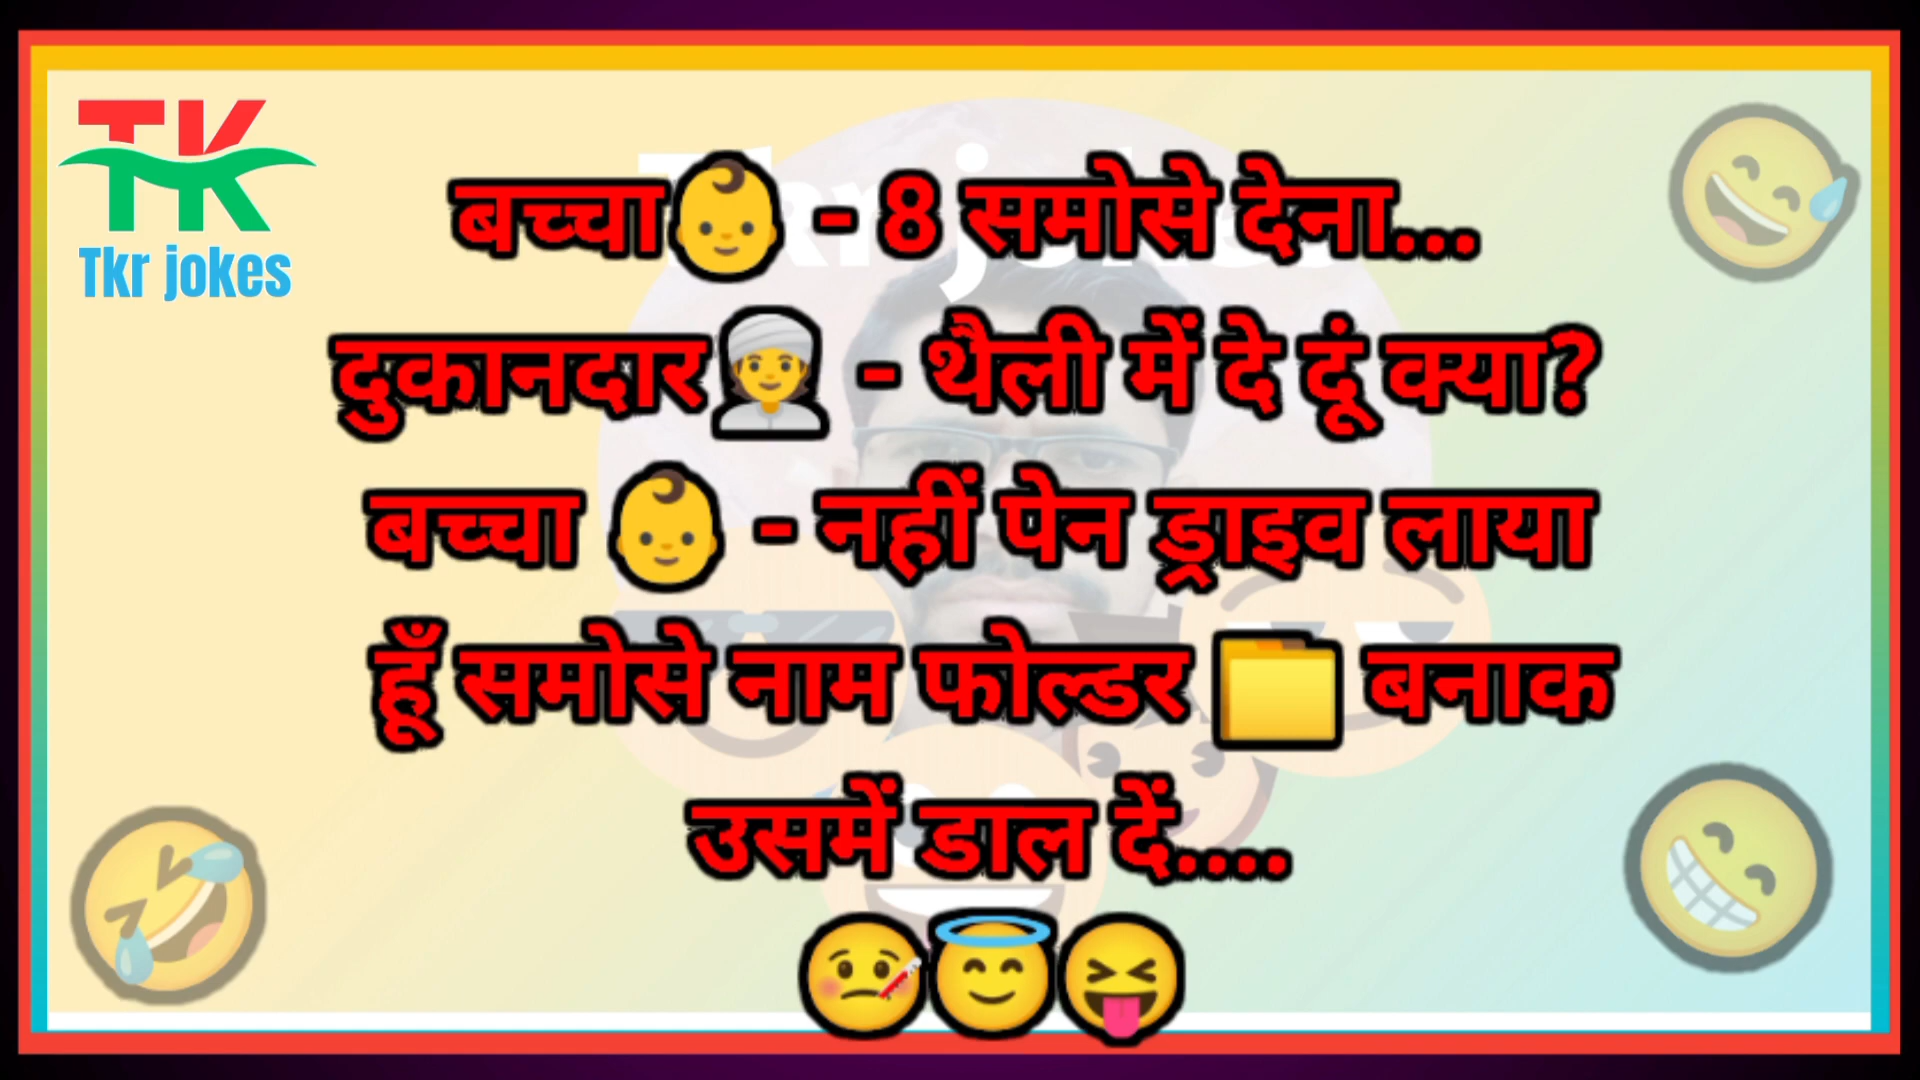 TK
Tkr jokes
बच्चा👶 - 8 समोसे देना...
दुकानदार👳 - थैली में दे दूं क्या?
बच्चा 👶 - नहीं पेन ड्राइव लाया
हूँ समोसे नाम फोल्डर 📁 बनाक
उसमें डाल दें....
🤒😇😝